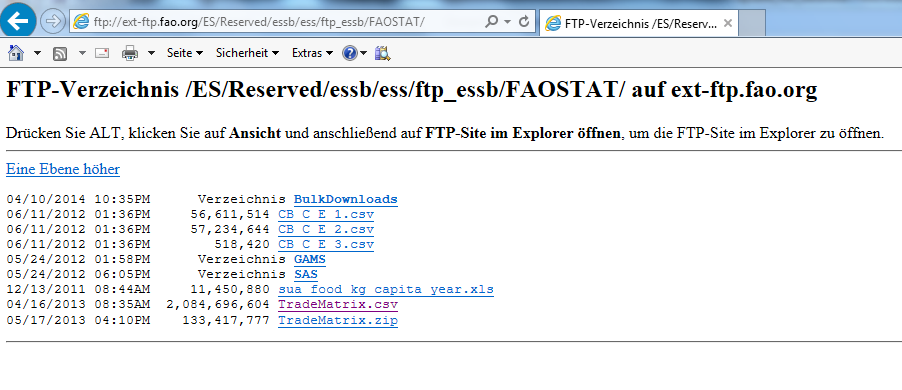 ftp://ext-ftp.fao.org/ES/Reserved/essb/ess/ftp_essb/FAOSTAT/
FTP-Verzeichnis /ES/Reserv...
Seite Sicherheit Extras
FTP-Verzeichnis /ES/Reserved/essb/ess/ftp_essb/FAOSTAT/ auf ext-ftp.fao.org
Drücken Sie ALT, klicken Sie auf Ansicht und anschließend auf FTP-Site im Explorer öffnen, um die FTP-Site im Explorer zu öffnen.
Eine Ebene höher
04/10/2014 10:35PM Verzeichnis BulkDownloads
06/11/2012 01:36PM 56,611,514 CB C E 1.csv
06/11/2012 01:36PM 57,234,644 CB C E 2.csv
06/11/2012 01:36PM 518,420 CB C E 3.csv
05/24/2012 01:58PM Verzeichnis GAMS
05/24/2012 06:05PM Verzeichnis SAS
12/13/2011 08:44AM 11,450,880 sua food kg capita year.xls
04/16/2013 08:35AM 2,084,696,604 TradeMatrix.csv
05/17/2013 04:10PM 133,417,777 TradeMatrix.zip